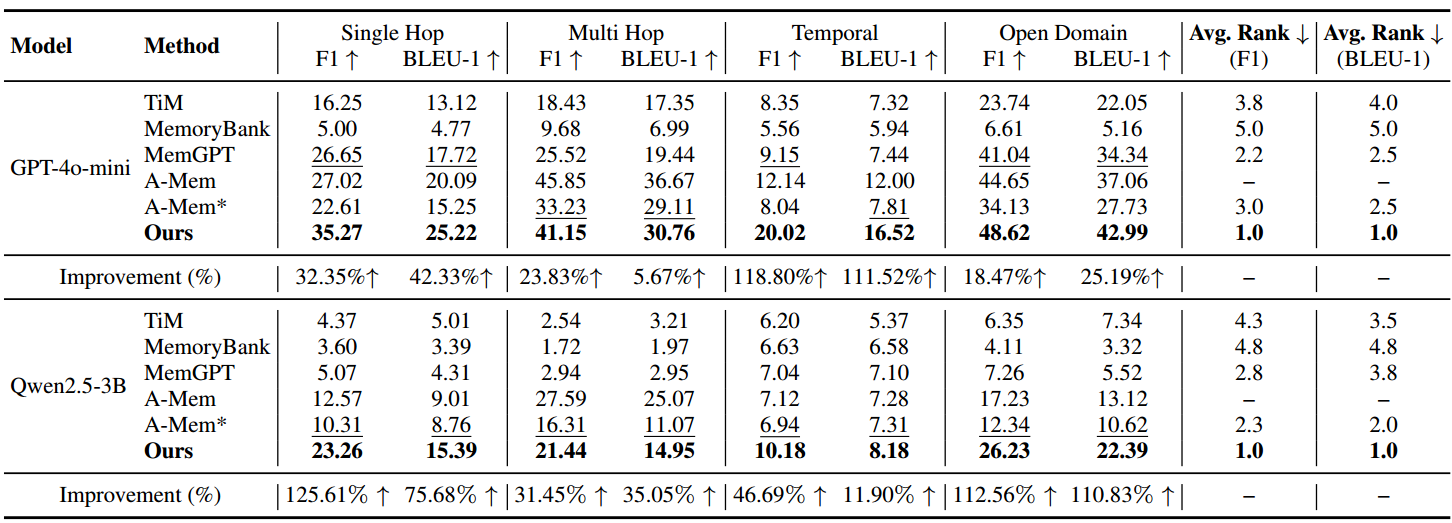 Model Method Single Hop Multi Hop Temporal Open Domain Avg. Rank ↓ Avg. Rank ↓
F1 ↑ BLEU-1 ↑ F1 ↑ BLEU-1 ↑ F1 ↑ BLEU-1 ↑ F1 ↑ BLEU-1 ↑ (F1) (BLEU-1)
TiM 16.25 13.12 18.43 17.35 8.35 7.32 23.74 22.05 3.8 4.0
MemoryBank 5.00 4.77 9.68 6.99 5.56 5.94 6.61 5.16 5.0 5.0
GPT-4o-mini MemGPT 26.65 17.72 25.52 19.44 9.15 7.44 41.04 34.34 2.2 2.5
A-Mem 27.02 20.09 45.85 36.67 12.14 12.00 44.65 37.06 – –
A-Mem* 22.61 15.25 33.23 29.11 8.04 7.81 34.13 27.73 3.0 2.5
Ours 35.27 25.22 41.15 30.76 20.02 16.52 48.62 42.99 1.0 1.0
Improvement (%) 32.35%↑ 42.33%↑ 23.83%↑ 5.67%↑ 118.80%↑ 111.52%↑ 18.47%↑ 25.19%↑ – –
TiM 4.37 5.01 2.54 3.21 6.20 5.37 6.35 7.34 4.3 3.5
MemoryBank 3.60 3.39 1.72 1.97 6.63 6.58 4.11 3.32 4.8 4.8
Qwen2.5-3B MemGPT 5.07 4.31 2.94 2.95 7.04 7.10 7.26 5.52 2.8 3.8
A-Mem 12.57 9.01 27.59 25.07 7.12 7.28 17.23 13.12 – –
A-Mem* 10.31 8.76 16.31 11.07 6.94 7.31 12.34 10.62 2.3 2.0
Ours 23.26 15.39 21.44 14.95 10.18 8.18 26.23 22.39 1.0 1.0
Improvement (%) 125.61% ↑ 75.68% ↑ 31.45% ↑ 35.05% ↑ 46.69% ↑ 11.90% ↑ 112.56% ↑ 110.83% ↑ – –